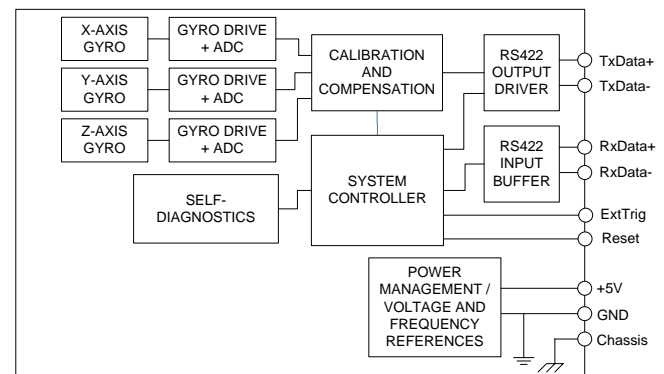 X-AXIS
GYRO
GYRO DRIVE
+ ADC
Y-AXIS
GYRO
GYRO DRIVE
+ ADC
Z-AXIS
GYRO
GYRO DRIVE
+ ADC
CALIBRATION
AND
COMPENSATION
RS422
OUTPUT
DRIVER
TxData+
TxData-
SELF-
DIAGNOSTICS
SYSTEM
CONTROLLER
RS422
INPUT
BUFFER
RxData+
RxData-
ExtTrig
Reset
POWER
MANAGEMENT /
VOLTAGE AND
FREQUENCY
REFERENCES
+5V
GND
Chassis